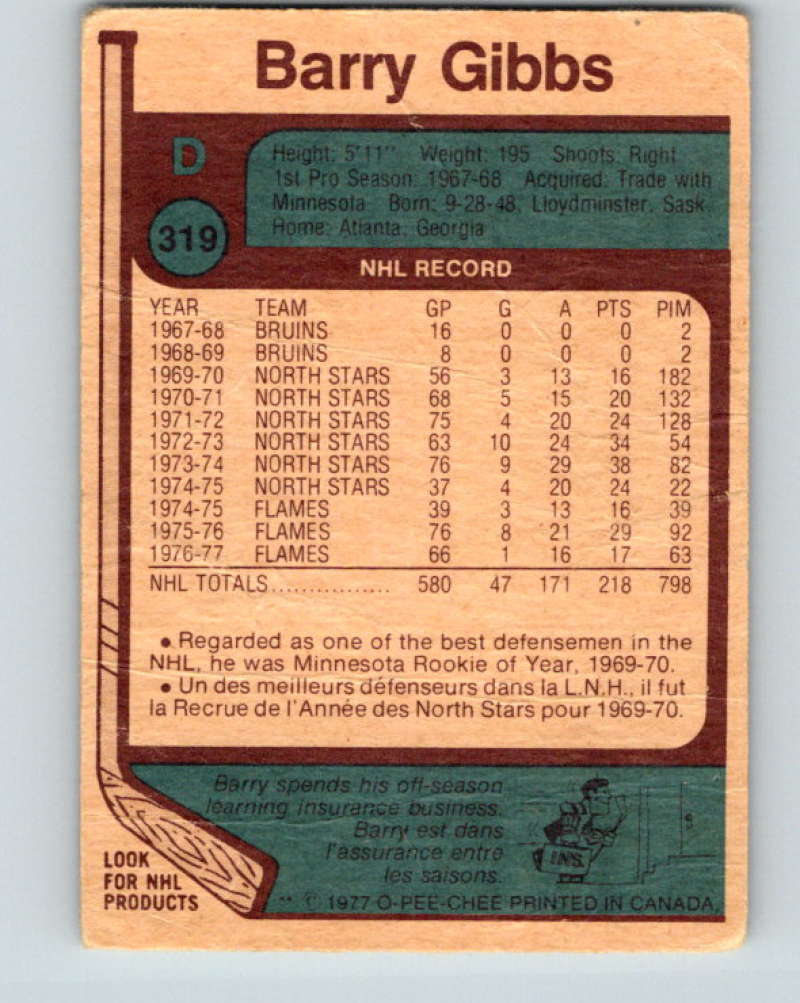 Barry Gibbs
D
319
Height: 5'11" Weight: 195 Shoots: Right
1st Pro Season: 1967-68 Acquired: Trade with
Minnesota Born: 9-28-48, Lloydminster, Sask.
Home: Atlanta, Georgia
NHL RECORD
YEAR TEAM GP G A PTS PIM
1967-68 BRUINS 16 0 0 0 2
1968-69 BRUINS 8 0 0 0 2
1969-70 NORTH STARS 56 3 13 16 182
1970-71 NORTH STARS 68 5 15 20 132
1971-72 NORTH STARS 75 4 20 24 128
1972-73 NORTH STARS 63 10 24 34 54
1973-74 NORTH STARS 76 9 29 38 82
1974-75 NORTH STARS 37 4 20 24 22
1974-75 FLAMES 39 3 13 16 39
1975-76 FLAMES 76 8 21 29 92
1976-77 FLAMES 66 1 16 17 63
NHL TOTALS................ 580 47 171 218 798
• Regarded as one of the best defensemen in the
NHL, he was Minnesota Rookie of Year, 1969-70.
• Un des meilleurs défenseurs dans la L.N.H., il fut
la Recrue de l'Année des North Stars pour 1969-70.
Barry spends his off-season
learning insurance business.
Barry est dans
l'assurance entre
les saisons.
INS.
LOOK
FOR NHL
PRODUCTS
** © 1977 O-PEE-CHEE PRINTED IN CANADA.